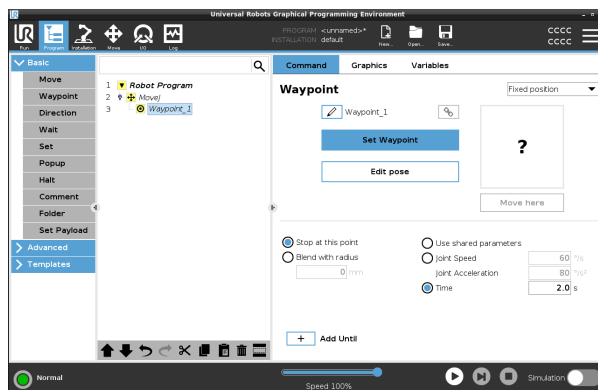 Universal Robots Graphical Programming Environment
UR
Run
Program
Installation
Move
I/O
Log
PROGRAM <unnamed>*
INSTALLATION default
New...
Open...
Save...
CCCC
CCCC
Basic
Move
Waypoint
Direction
Wait
Set
Popup
Halt
Comment
Folder
Set Payload
Advanced
Templates
1 Robot Program
2 MoveJ
3 Waypoint_1
Command Graphics Variables
Waypoint
Fixed position
Waypoint_1
Set Waypoint
Edit pose
?
Move here
Stop at this point
Blend with radius
0 mm
Use shared parameters
Joint Speed 60 °/s
Joint Acceleration 80 °/s²
Time 2.0 s
+ Add Until
Normal
Speed 100%
Simulation